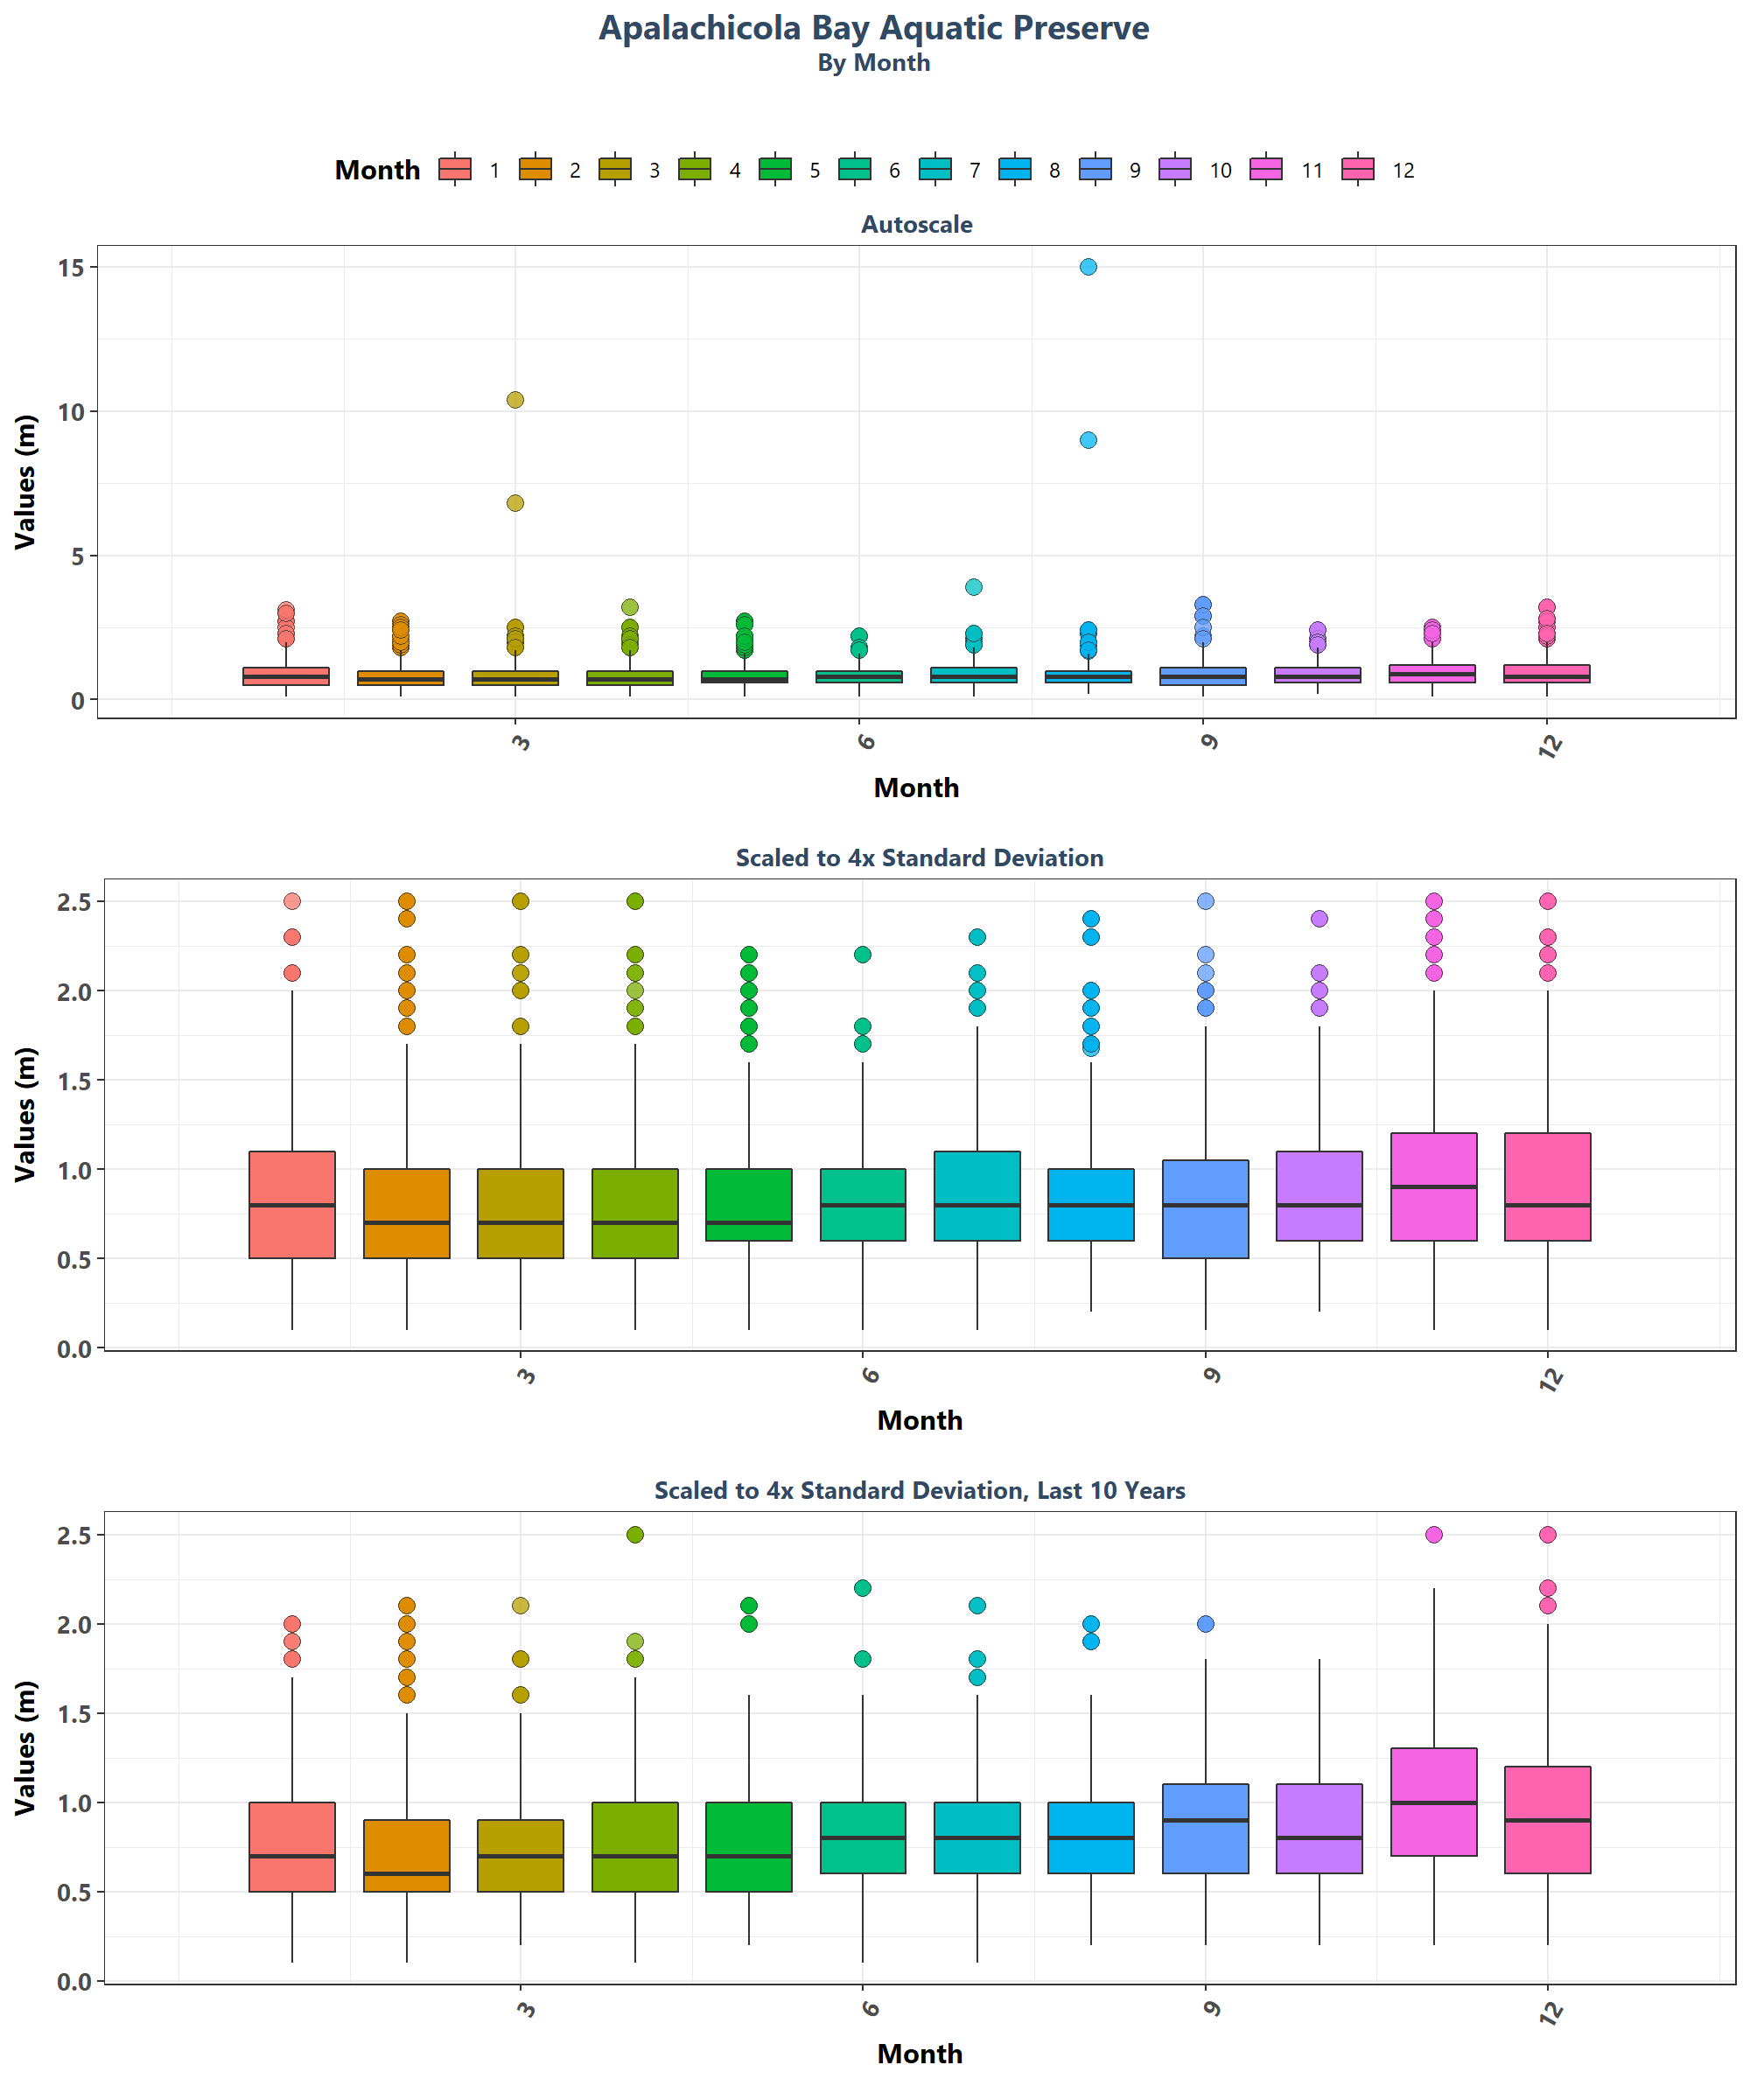 Apalachicola Bay Aquatic Preserve
By Month
Month 1 2 3 4 5 6 7 8 9 10 11 12
Autoscale
15
10
5
0
Values (m)
3 6 9 12
Month
Scaled to 4x Standard Deviation
2.5
2.0
1.5
1.0
0.5
0.0
Values (m)
3 6 9 12
Month
Scaled to 4x Standard Deviation, Last 10 Years
2.5
2.0
1.5
1.0
0.5
0.0
Values (m)
3 6 9 12
Month